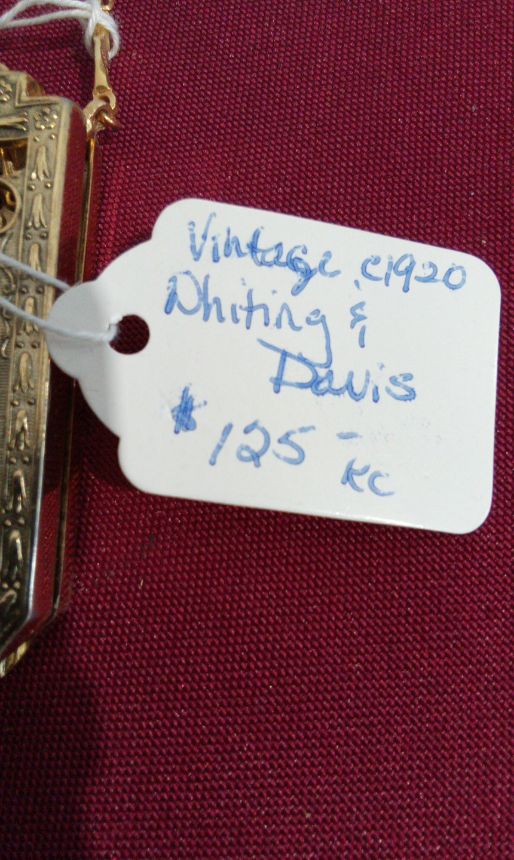 Vintage c1920
Whiting &
Davis
$125-
KC